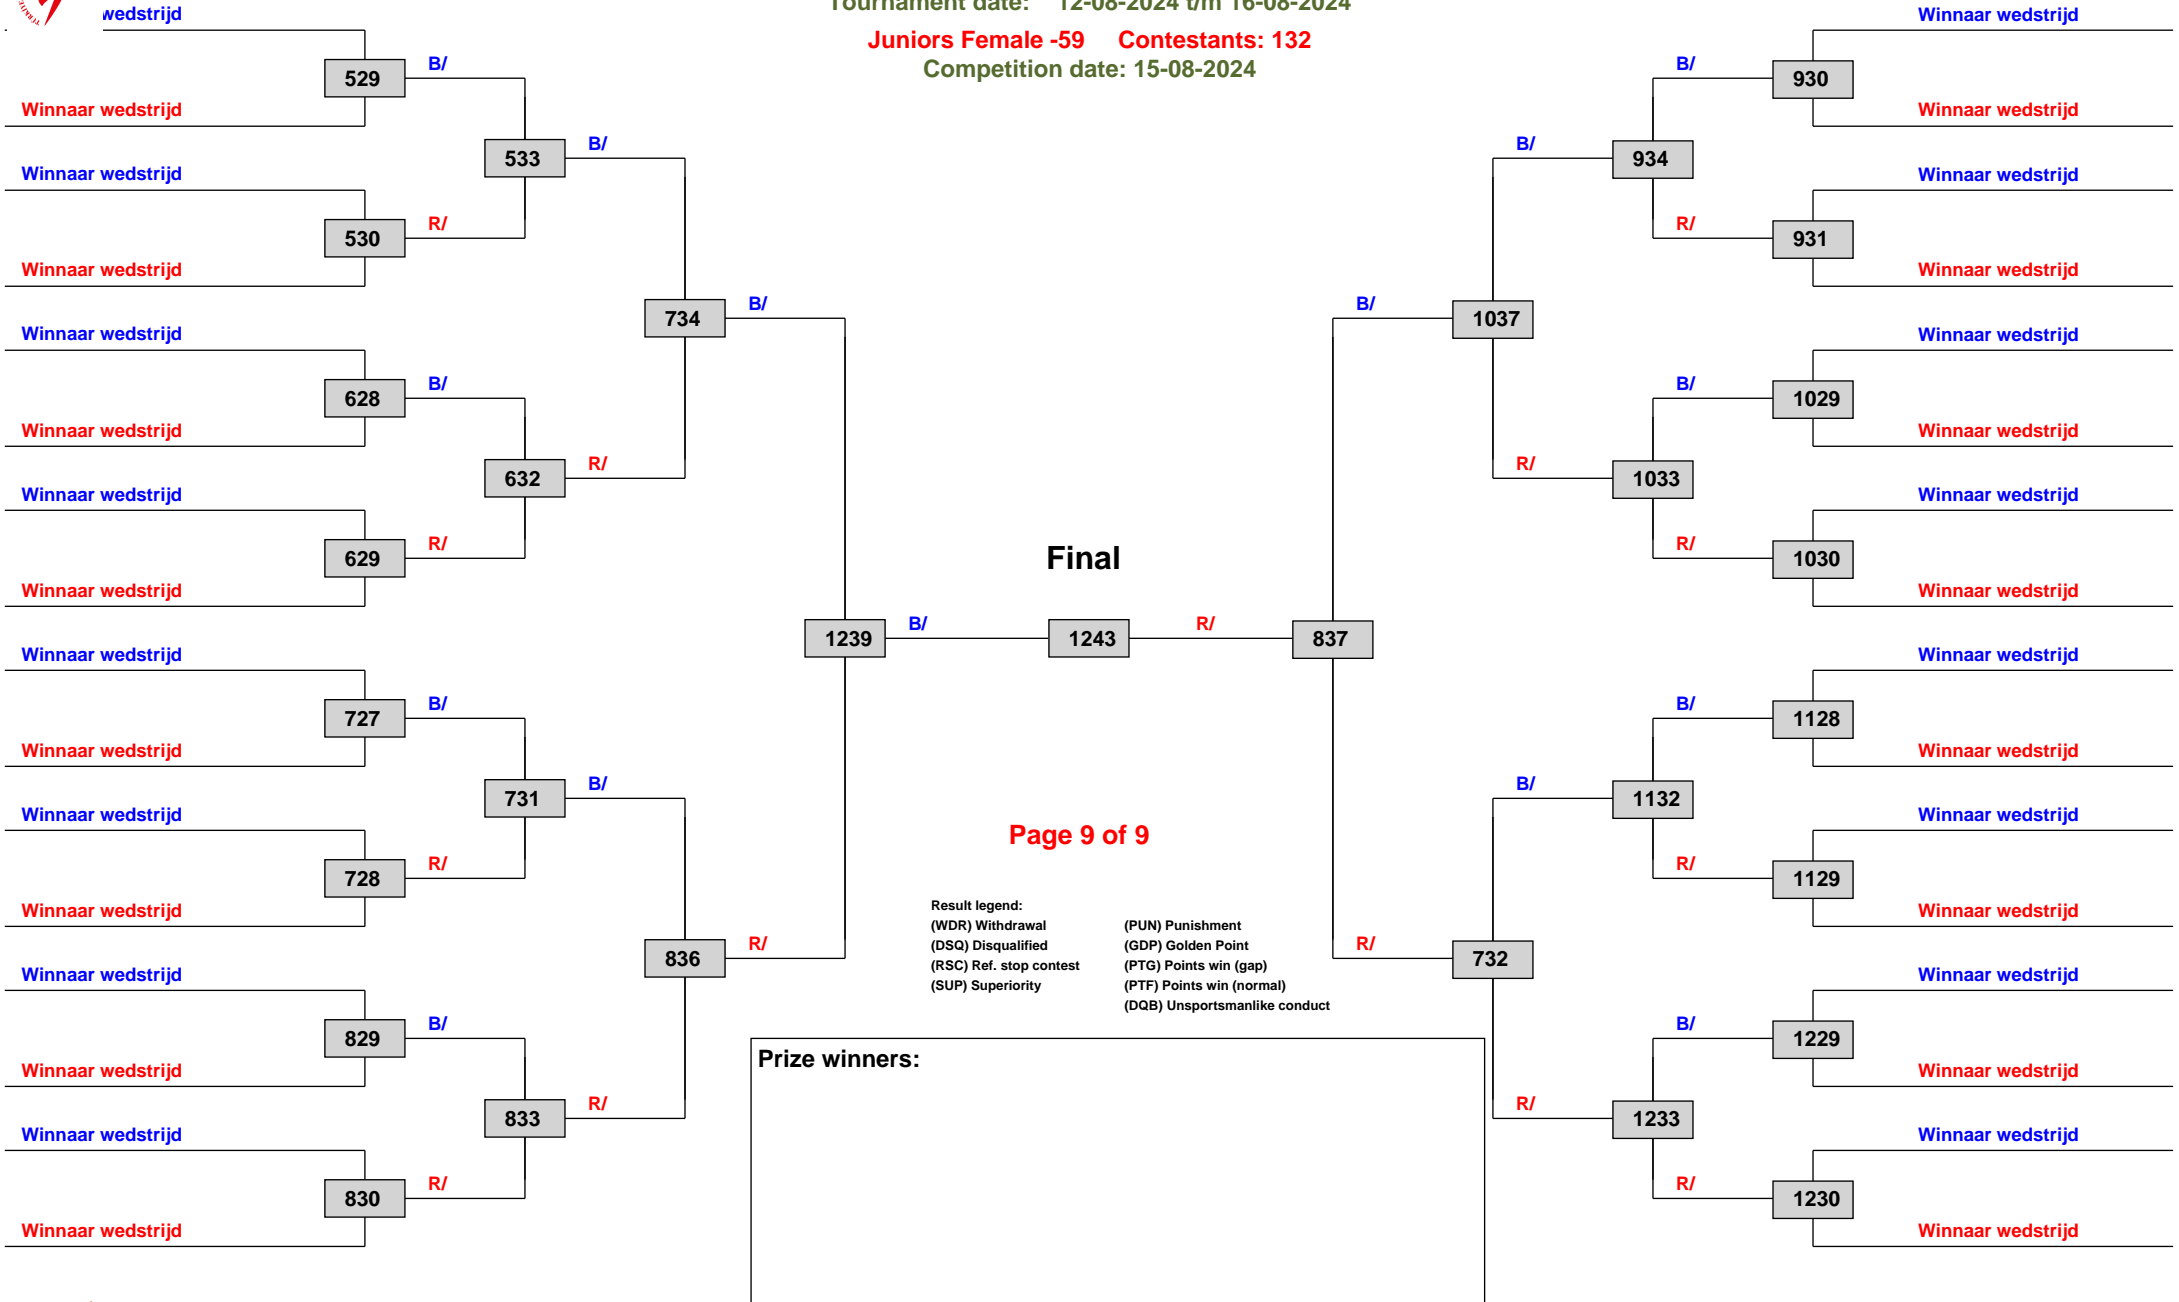 Tournament date: 12-08-2024 t/m 16-08-2024
Juniors Female -59 Contestants: 132
Competition date: 15-08-2024
wedstrijd
529
B/
Winnaar wedstrijd
533
B/
Winnaar wedstrijd
530
R/
Winnaar wedstrijd
734
B/
Winnaar wedstrijd
628
B/
Winnaar wedstrijd
632
R/
Winnaar wedstrijd
629
R/
Winnaar wedstrijd
1239
B/
Winnaar wedstrijd
727
B/
Winnaar wedstrijd
731
B/
Winnaar wedstrijd
728
R/
Winnaar wedstrijd
836
R/
Winnaar wedstrijd
829
B/
Winnaar wedstrijd
833
R/
Winnaar wedstrijd
830
R/
Winnaar wedstrijd
Final
1243
R/
837
Page 9 of 9
Result legend:
(WDR) Withdrawal
(DSQ) Disqualified
(RSC) Ref. stop contest
(SUP) Superiority
(PUN) Punishment
(GDP) Golden Point
(PTG) Points win (gap)
(PTF) Points win (normal)
(DQB) Unsportsmanlike conduct
Prize winners:
Winnaar wedstrijd
B/
930
Winnaar wedstrijd
B/
934
Winnaar wedstrijd
R/
931
Winnaar wedstrijd
B/
1037
Winnaar wedstrijd
B/
1029
Winnaar wedstrijd
R/
1033
Winnaar wedstrijd
R/
1030
Winnaar wedstrijd
Winnaar wedstrijd
B/
1128
Winnaar wedstrijd
B/
1132
Winnaar wedstrijd
R/
1129
Winnaar wedstrijd
R/
732
Winnaar wedstrijd
B/
1229
Winnaar wedstrijd
R/
1233
Winnaar wedstrijd
R/
1230
Winnaar wedstrijd